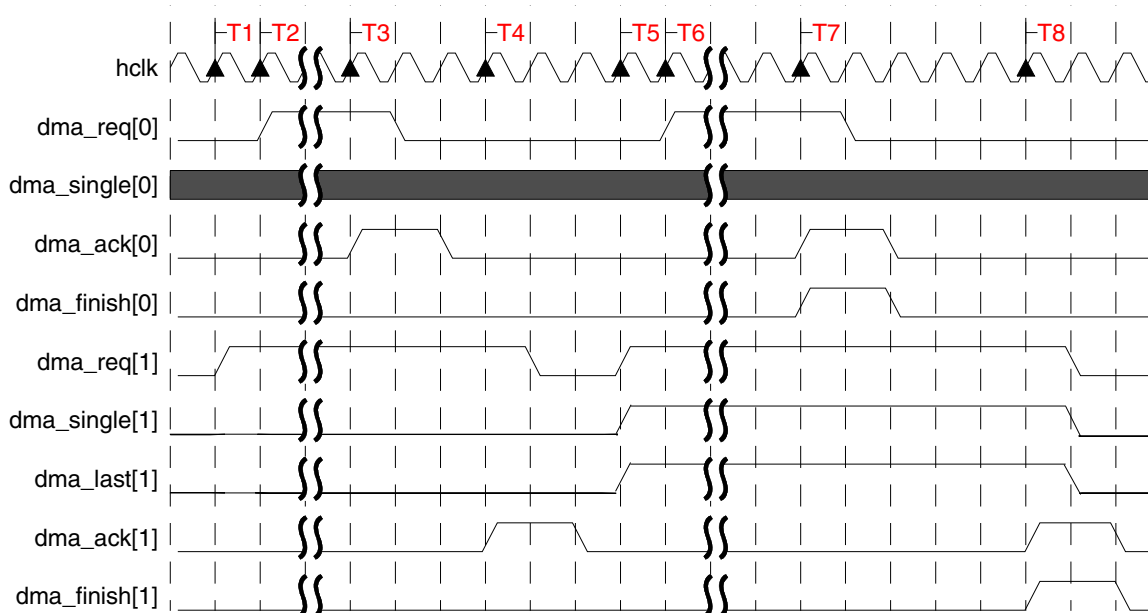 T1 T2 T3 T4 T5 T6 T7 T8
hclk
dma_req[0]
dma_single[0]
dma_ack[0]
dma_finish[0]
dma_req[1]
dma_single[1]
dma_last[1]
dma_ack[1]
dma_finish[1]